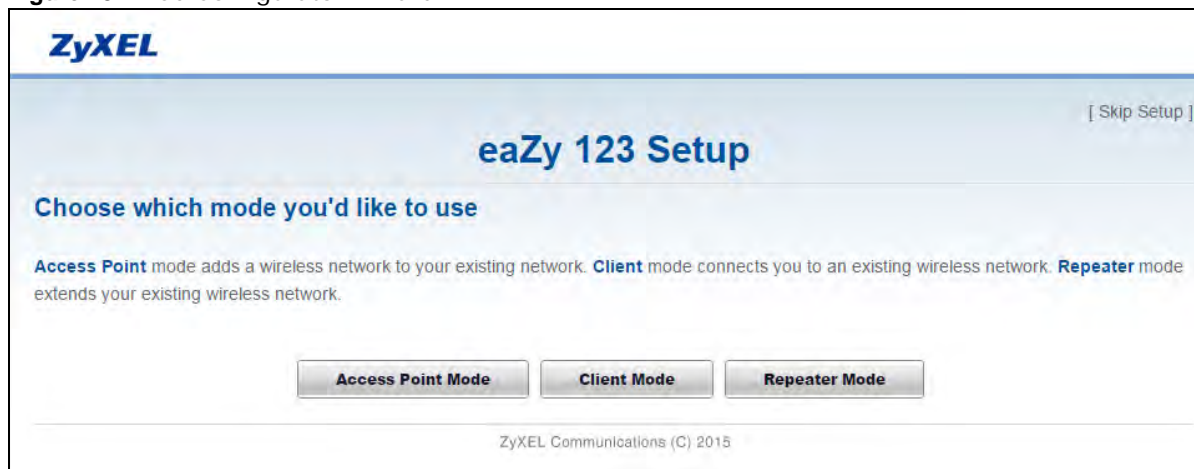 ZyXEL
[ Skip Setup ]
eaZy 123 Setup
Choose which mode you'd like to use
Access Point mode adds a wireless network to your existing network. Client mode connects you to an existing wireless network. Repeater mode
extends your existing wireless network.
Access Point Mode
Client Mode
Repeater Mode
ZyXEL Communications (C) 2015